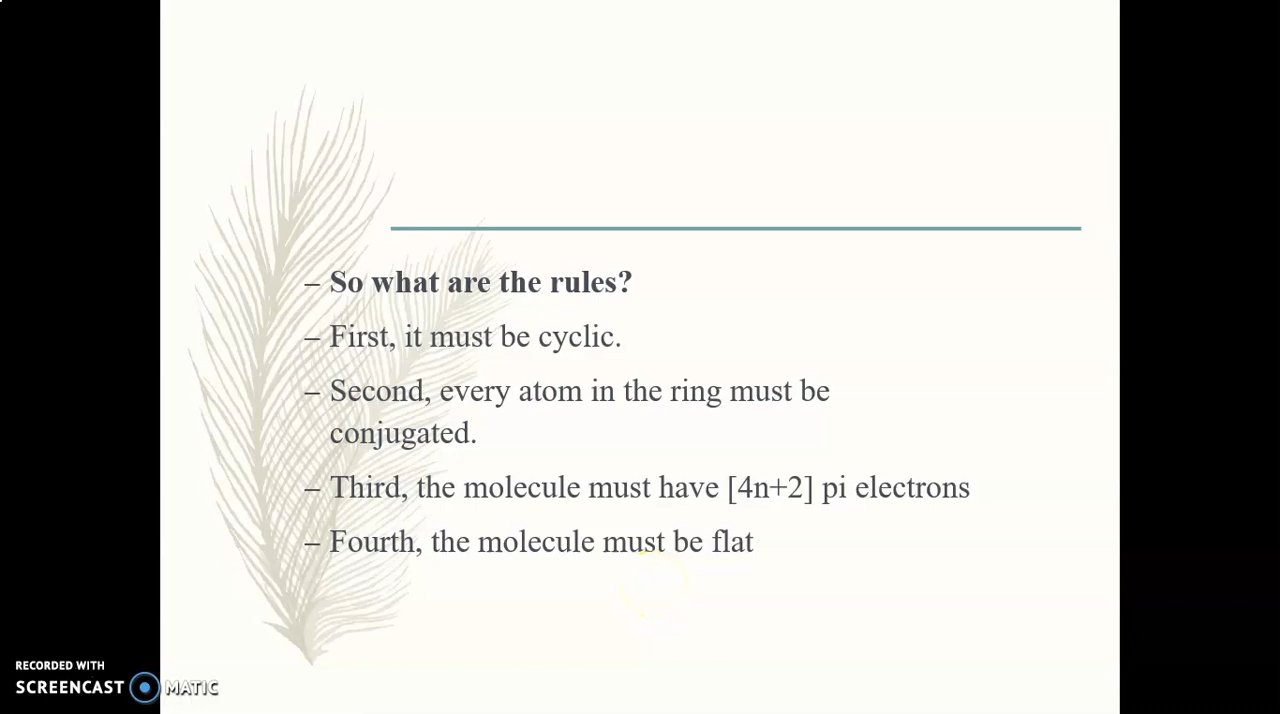 – So what are the rules?
– First, it must be cyclic.
– Second, every atom in the ring must be
conjugated.
– Third, the molecule must have [4n+2] pi electrons
– Fourth, the molecule must be flat
RECORDED WITH
SCREENCAST MATIC